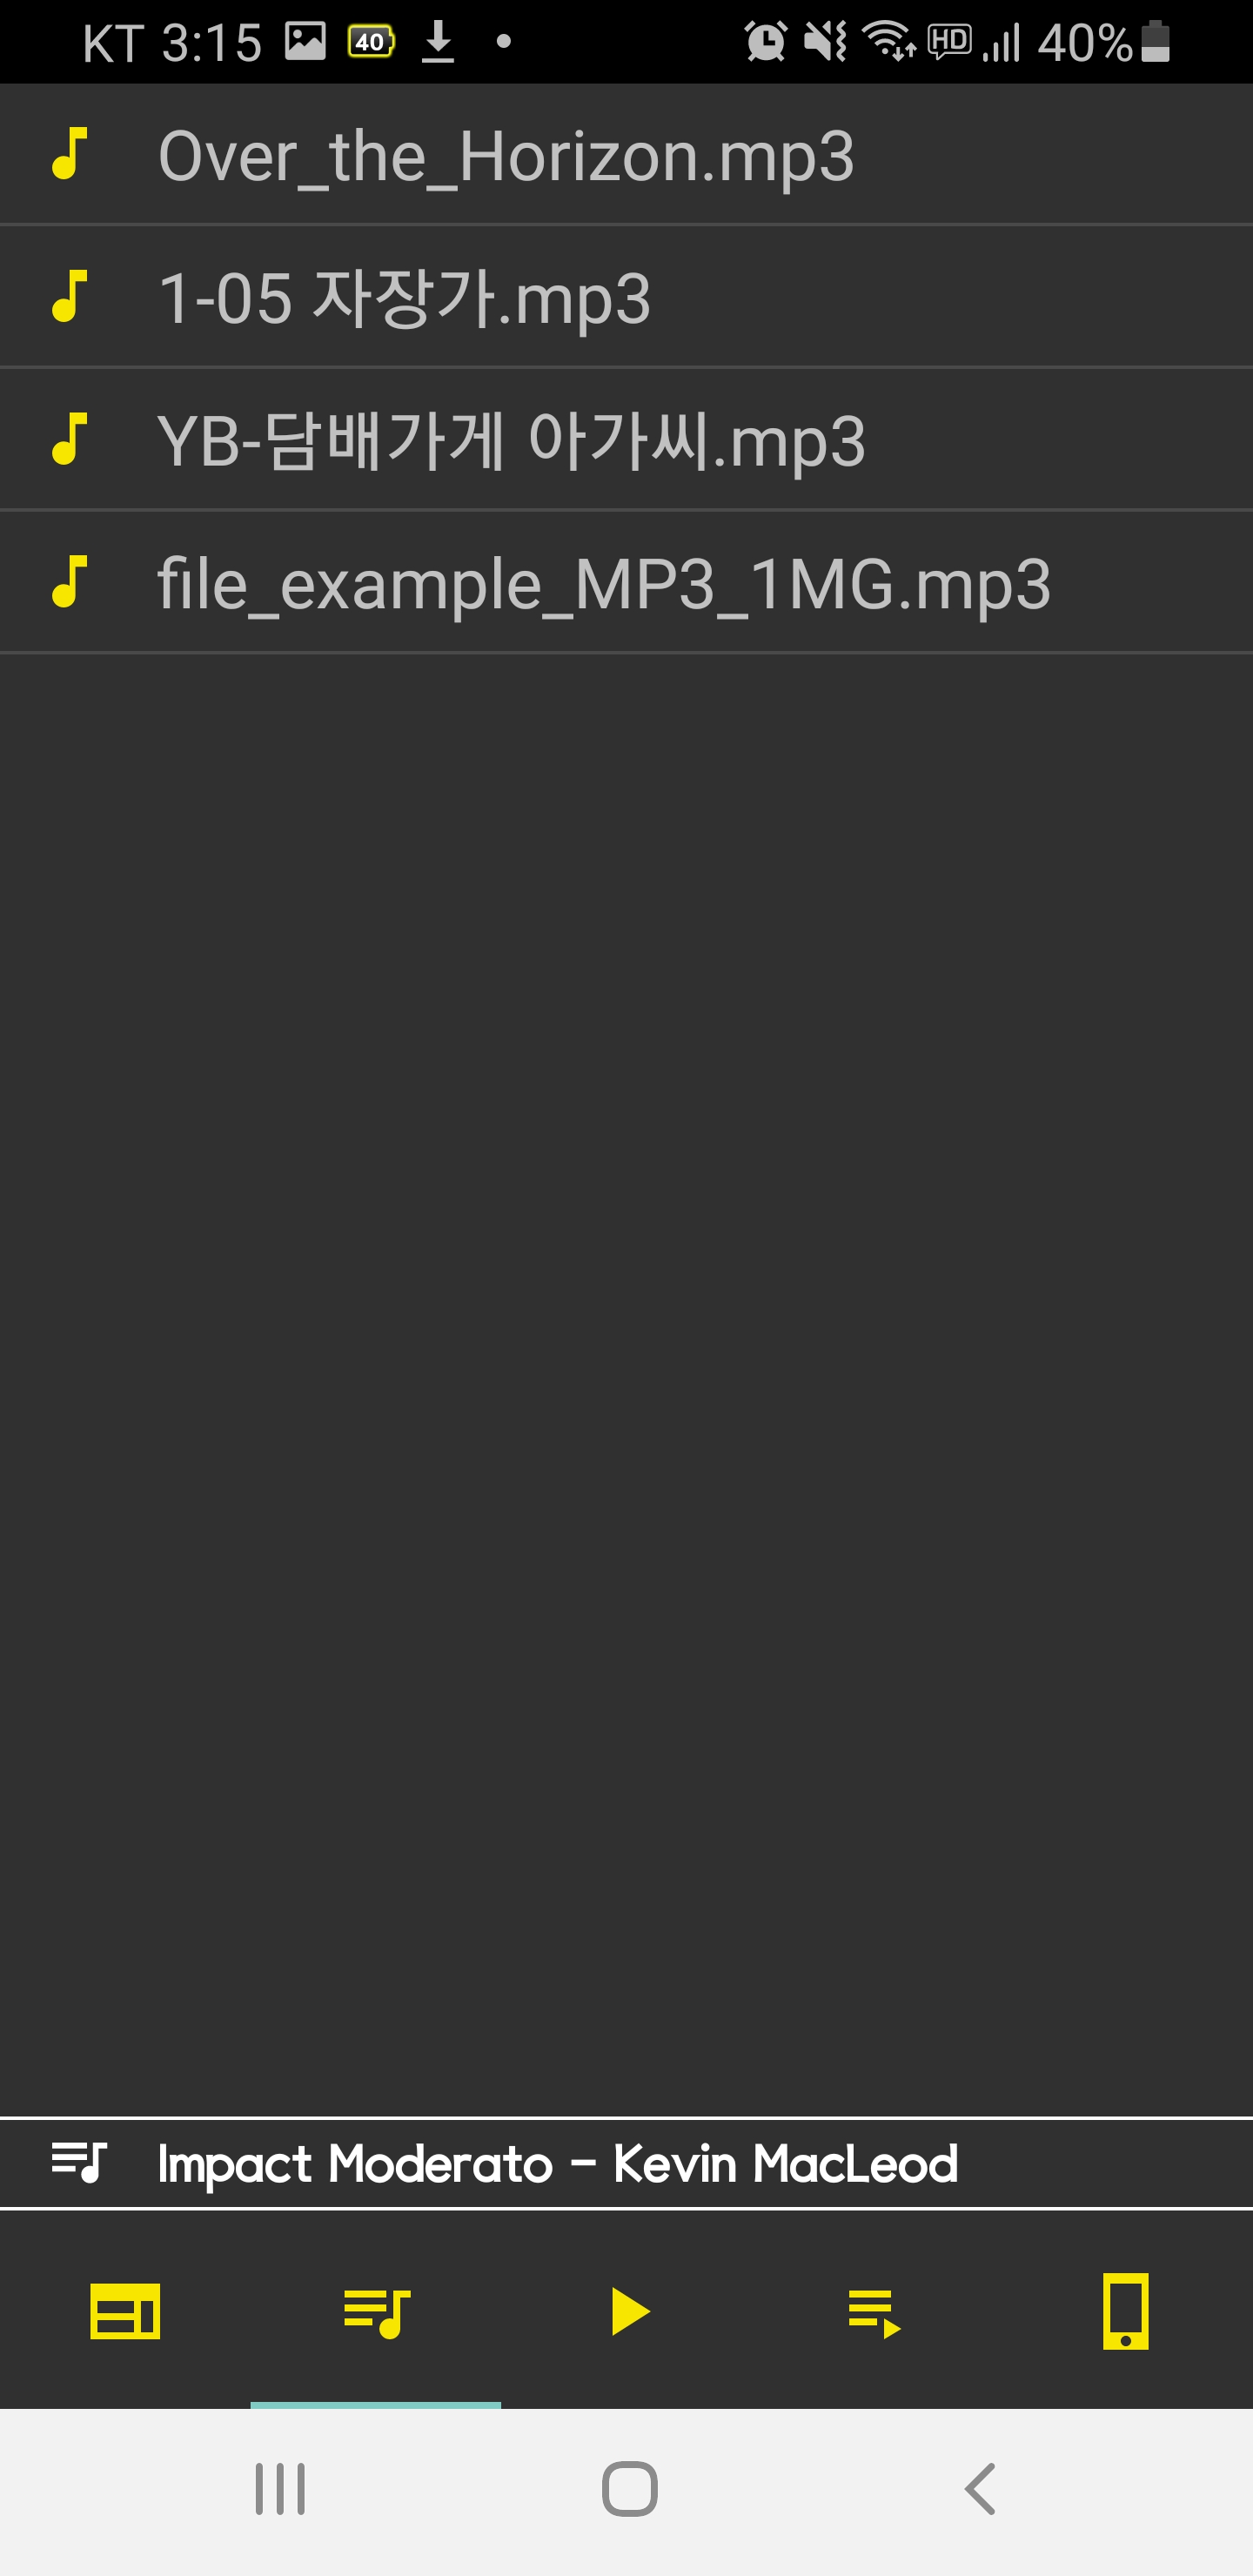 KT 3:15 40 HD 40%
Over_the_Horizon.mp3
1-05 자장가.mp3
YB-담배가게 아가씨.mp3
file_example_MP3_1MG.mp3
Impact Moderato - Kevin MacLeod